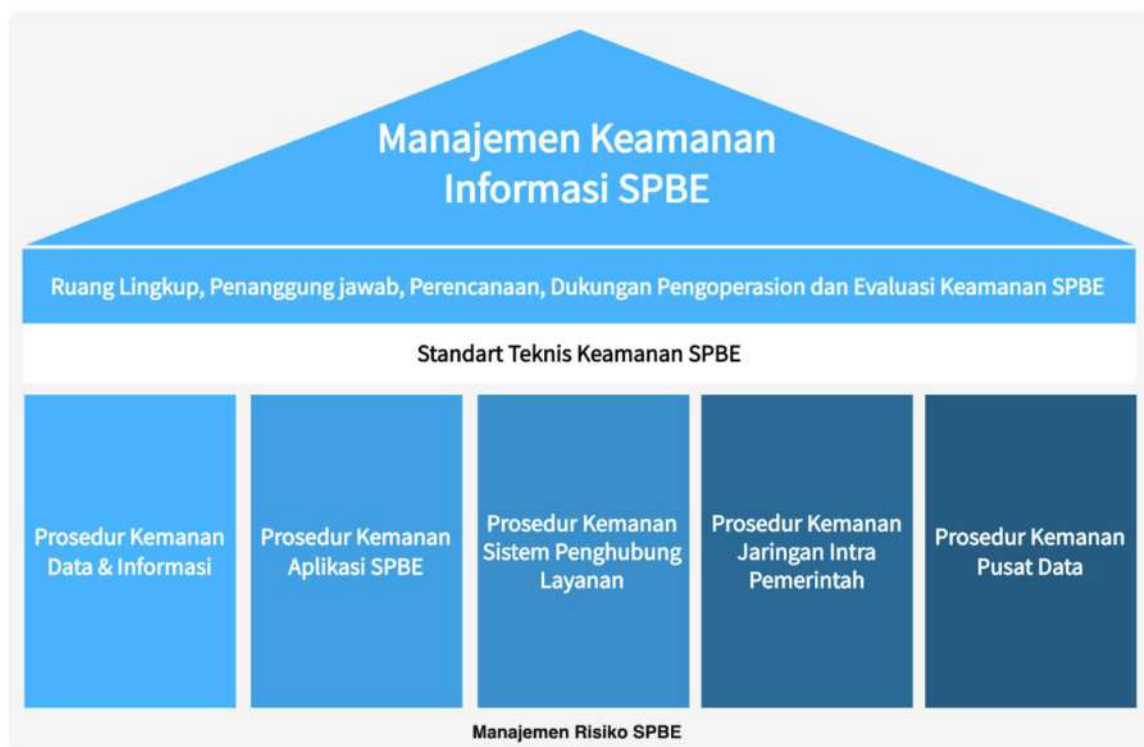 Manajemen Keamanan
Informasi SPBE
Ruang Lingkup, Penanggung jawab, Perencanaan, Dukungan Pengoperasion dan Evaluasi Keamanan SPBE
Standart Teknis Keamanan SPBE
Prosedur Kemanan
Data & Informasi
Prosedur Kemanan
Aplikasi SPBE
Prosedur Kemanan
Sistem Penghubung
Layanan
Prosedur Kemanan
Jaringan Intra
Pemerintah
Prosedur Kemanan
Pusat Data
Manajemen Risiko SPBE